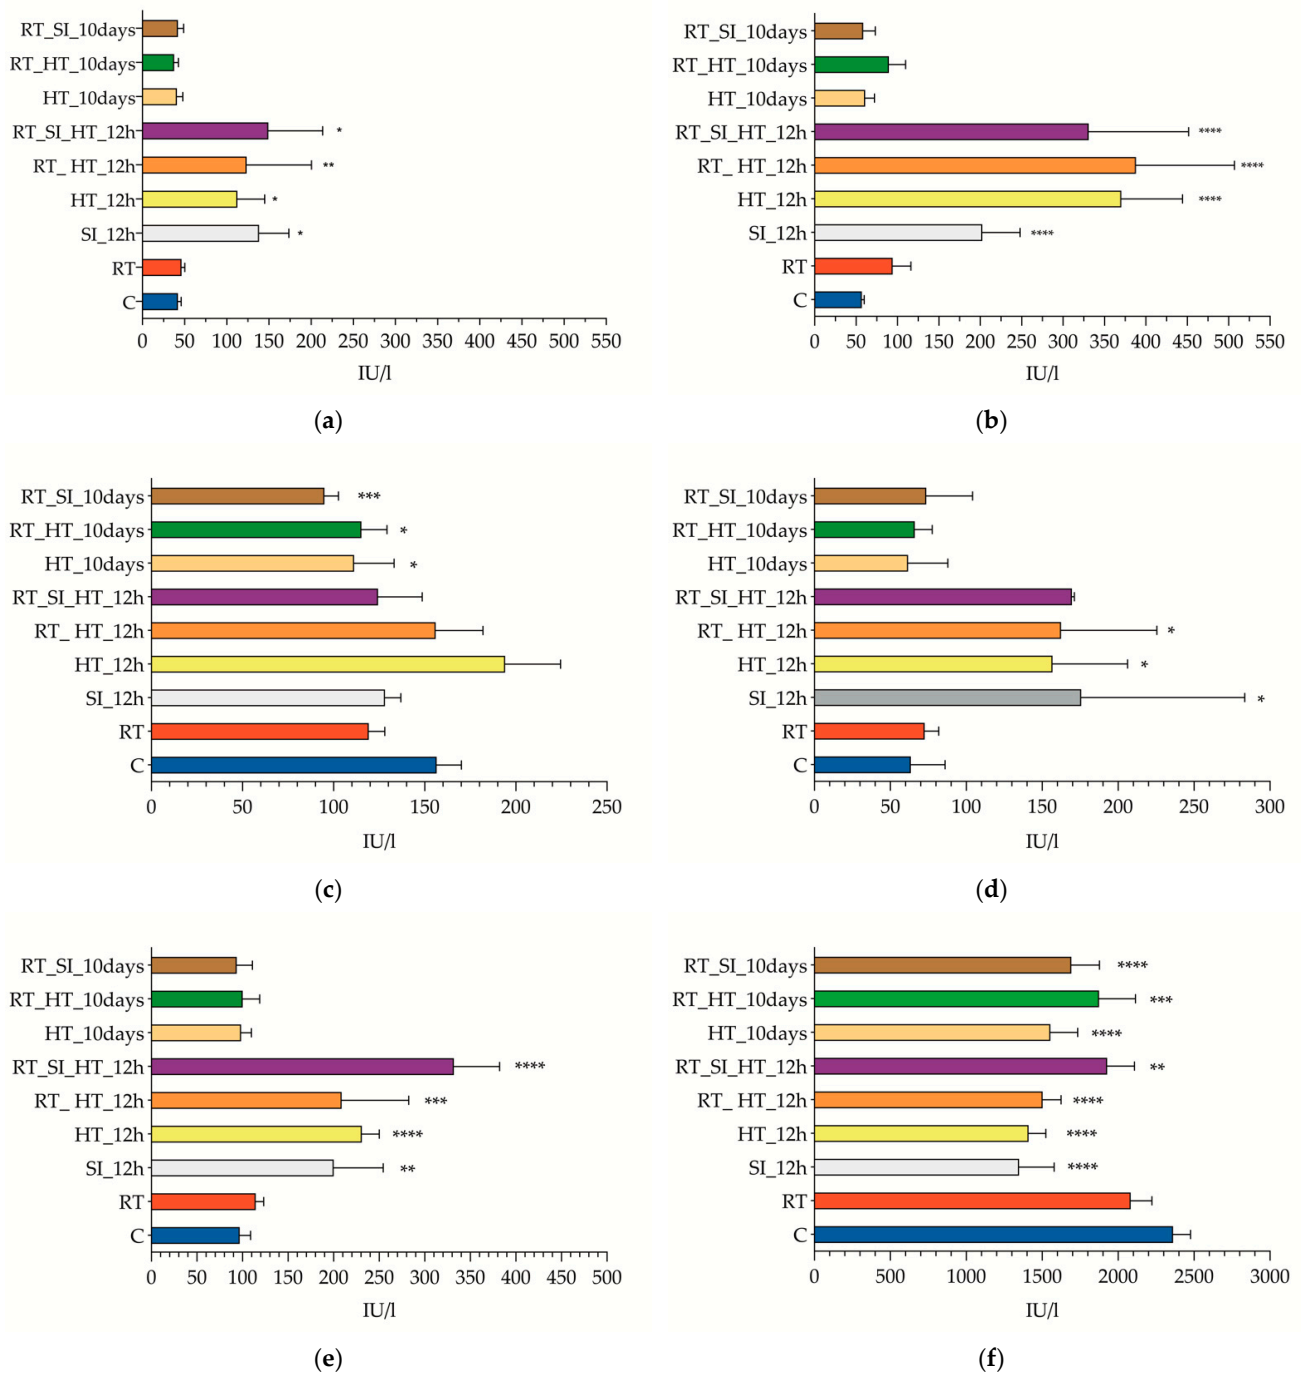 RT_SI_10days
RT_HT_10days
HT_10days
RT_SI_HT_12h *
RT_ HT_12h **
HT_12h *
SI_12h *
RT
C
0 50 100 150 200 250 300 350 400 450 500 550
IU/l
(a)
RT_SI_10days
RT_HT_10days
HT_10days
RT_SI_HT_12h ****
RT_ HT_12h ****
HT_12h ****
SI_12h ****
RT
C
0 50 100 150 200 250 300 350 400 450 500 550
IU/l
(b)
RT_SI_10days ***
RT_HT_10days *
HT_10days *
RT_SI_HT_12h
RT_ HT_12h
HT_12h
SI_12h
RT
C
0 50 100 150 200 250
IU/l
(c)
RT_SI_10days
RT_HT_10days
HT_10days
RT_SI_HT_12h
RT_ HT_12h *
HT_12h *
SI_12h *
RT
C
0 50 100 150 200 250 300
IU/l
(d)
RT_SI_10days
RT_HT_10days
HT_10days
RT_SI_HT_12h ****
RT_ HT_12h ***
HT_12h ****
SI_12h **
RT
C
0 50 100 150 200 250 300 350 400 450 500
IU/l
(e)
RT_SI_10days ****
RT_HT_10days ***
HT_10days ****
RT_SI_HT_12h **
RT_ HT_12h ****
HT_12h ****
SI_12h ****
RT
C
0 500 1000 1500 2000 2500 3000
IU/l
(f)